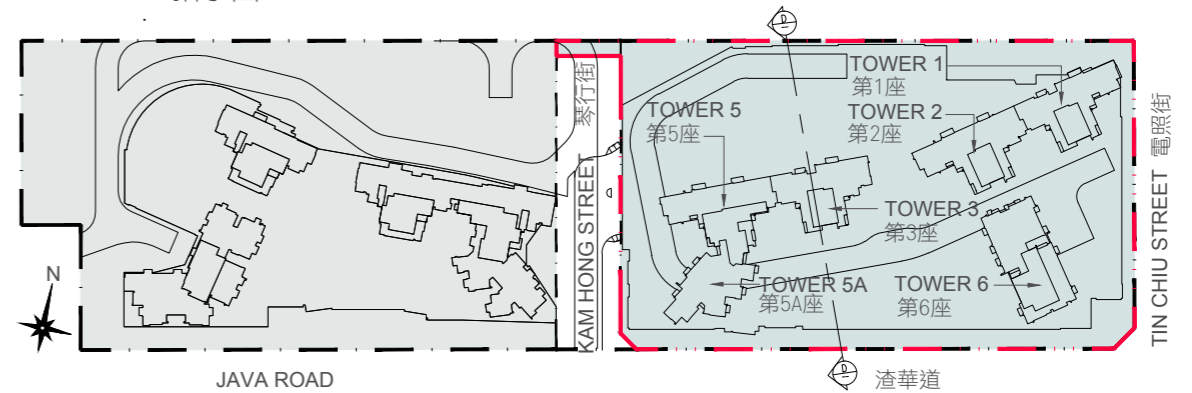 TOWER 1
第1座
TOWER 5
第5座
TOWER 2
第2座
TOWER 3
第3座
TOWER 5A
第5A座
TOWER 6
第6座
琴行街
KAM HONG STREET
TIN CHIU STREET 電照街
N
D
D
JAVA ROAD
渣華道